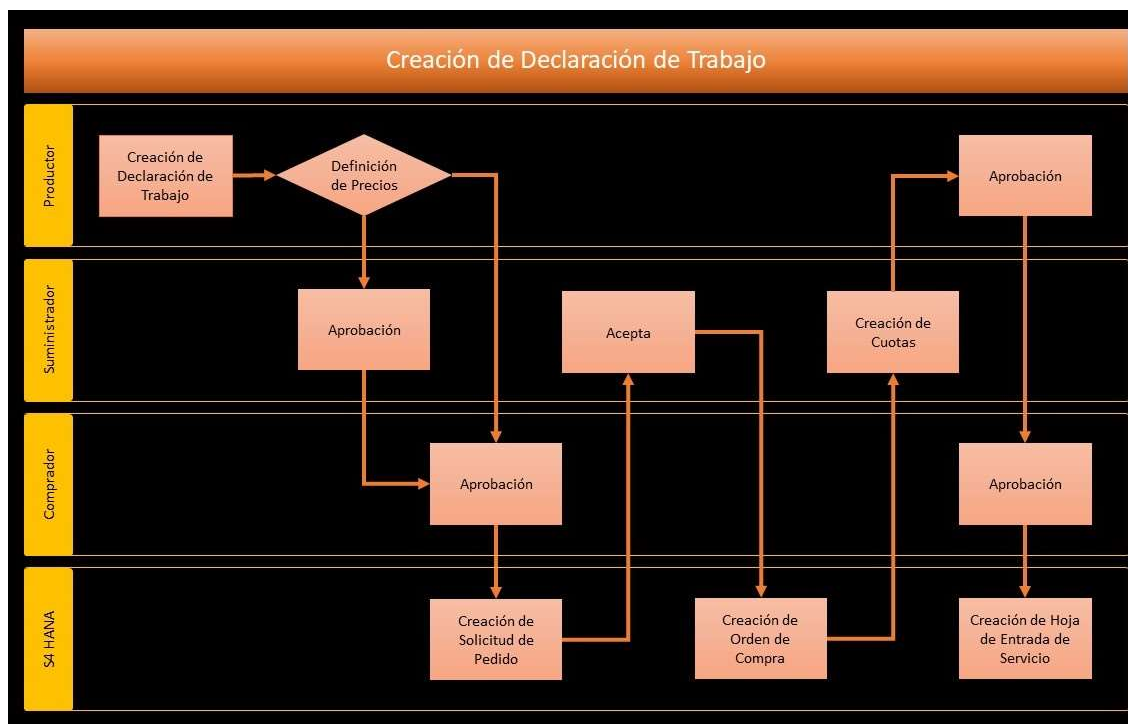 Creación de Declaración de Trabajo
Productor
Creación de
Declaración de
Trabajo
Definición
de Precios
Aprobación
Suministrador
Aprobación
Acepta
Creación de
Cuotas
Comprador
Aprobación
Aprobación
S4 HANA
Creación de
Solicitud de
Pedido
Creación de
Orden de
Compra
Creación de Hoja
de Entrada de
Servicio